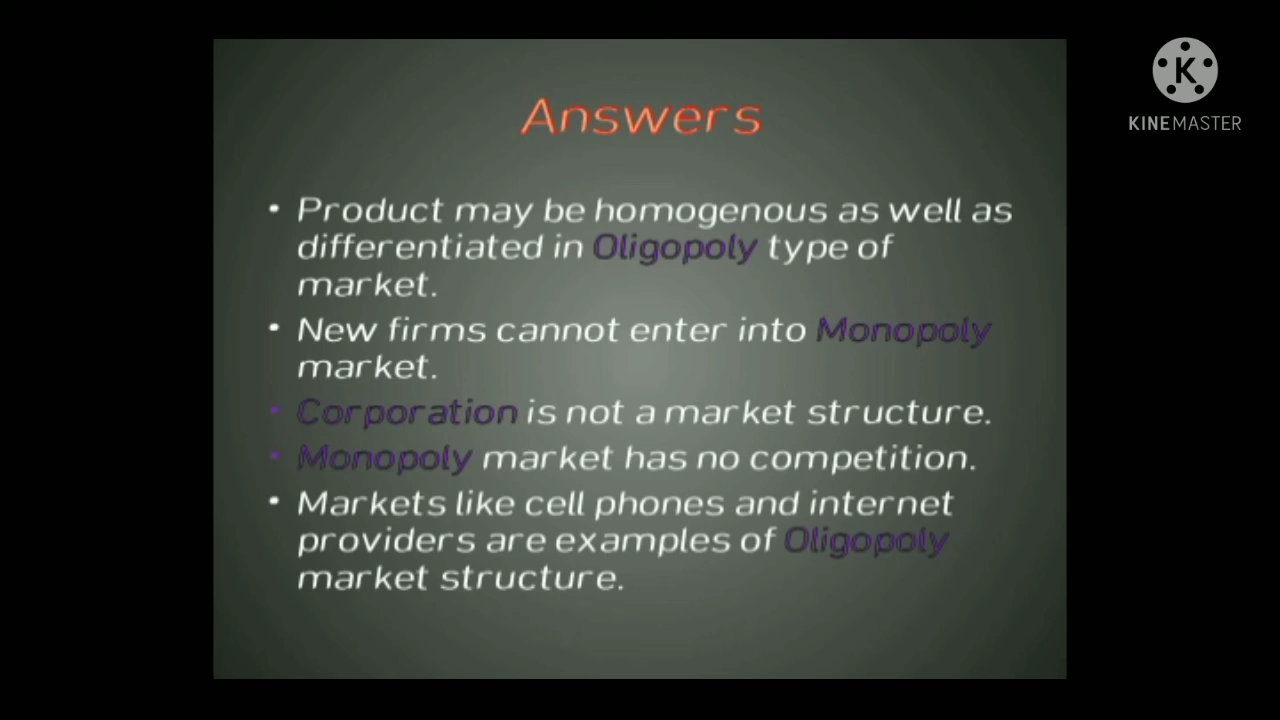 Answers
• Product may be homogenous as well as
differentiated in Oligopoly type of
market.
• New firms cannot enter into Monopoly
market.
• Corporation is not a market structure.
• Monopoly market has no competition.
• Markets like cell phones and internet
providers are examples of Oligopoly
market structure.
K
KINEMASTER